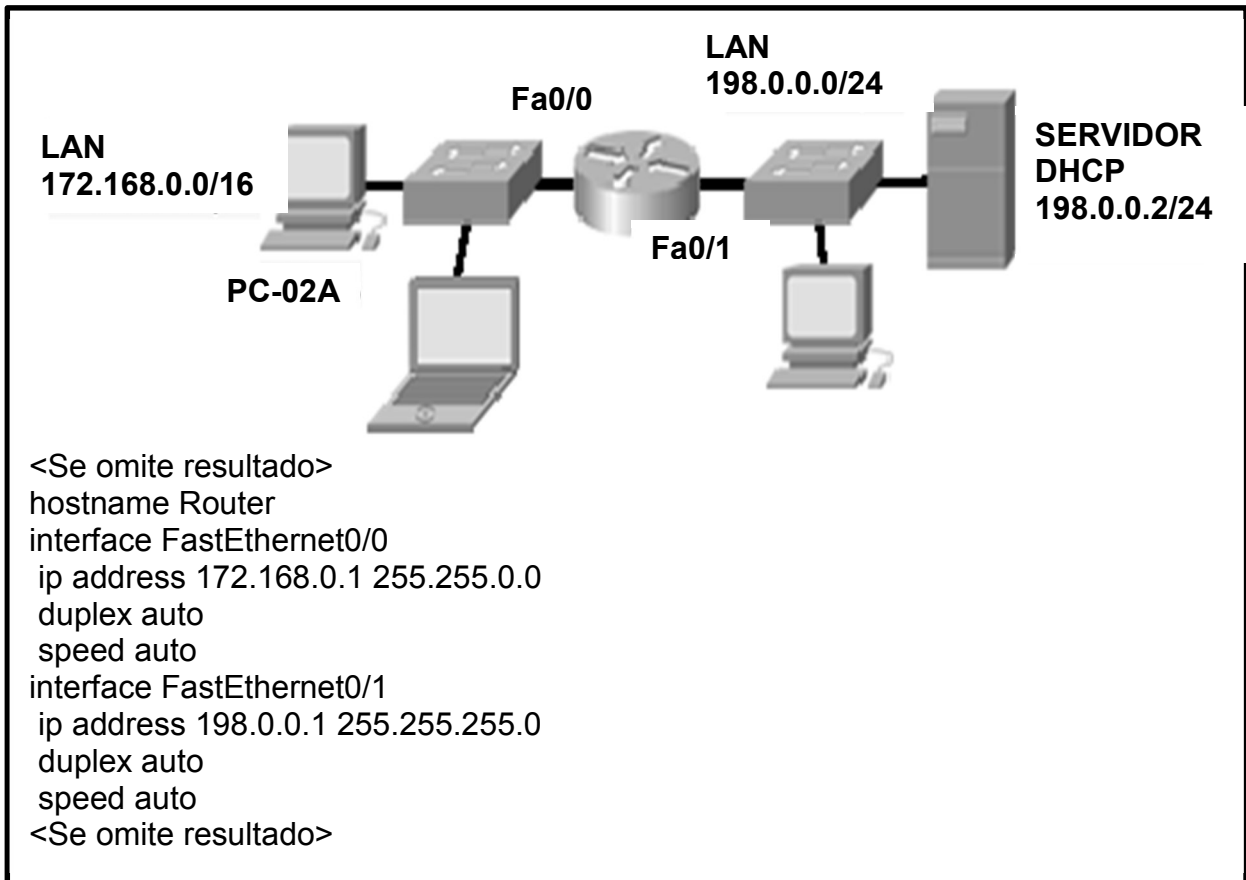 LAN
198.0.0.0/24
Fa0/0
LAN
172.168.0.0/16
SERVIDOR
DHCP
198.0.0.2/24
Fa0/1
PC-02A
<Se omite resultado>
hostname Router
interface FastEthernet0/0
ip address 172.168.0.1 255.255.0.0
duplex auto
speed auto
interface FastEthernet0/1
ip address 198.0.0.1 255.255.255.0
duplex auto
speed auto
<Se omite resultado>